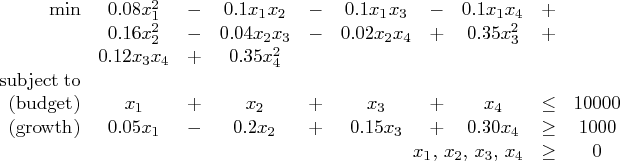 min 0.08x₁² − 0.1x₁x₂ − 0.1x₁x₃ − 0.1x₁x₄ +
0.16x₂² − 0.04x₂x₃ − 0.02x₂x₄ + 0.35x₃² +
0.12x₃x₄ + 0.35x₄²
subject to
(budget) x₁ + x₂ + x₃ + x₄ ≤ 10000
(growth) 0.05x₁ − 0.2x₂ + 0.15x₃ + 0.30x₄ ≥ 1000
x₁, x₂, x₃, x₄ ≥ 0